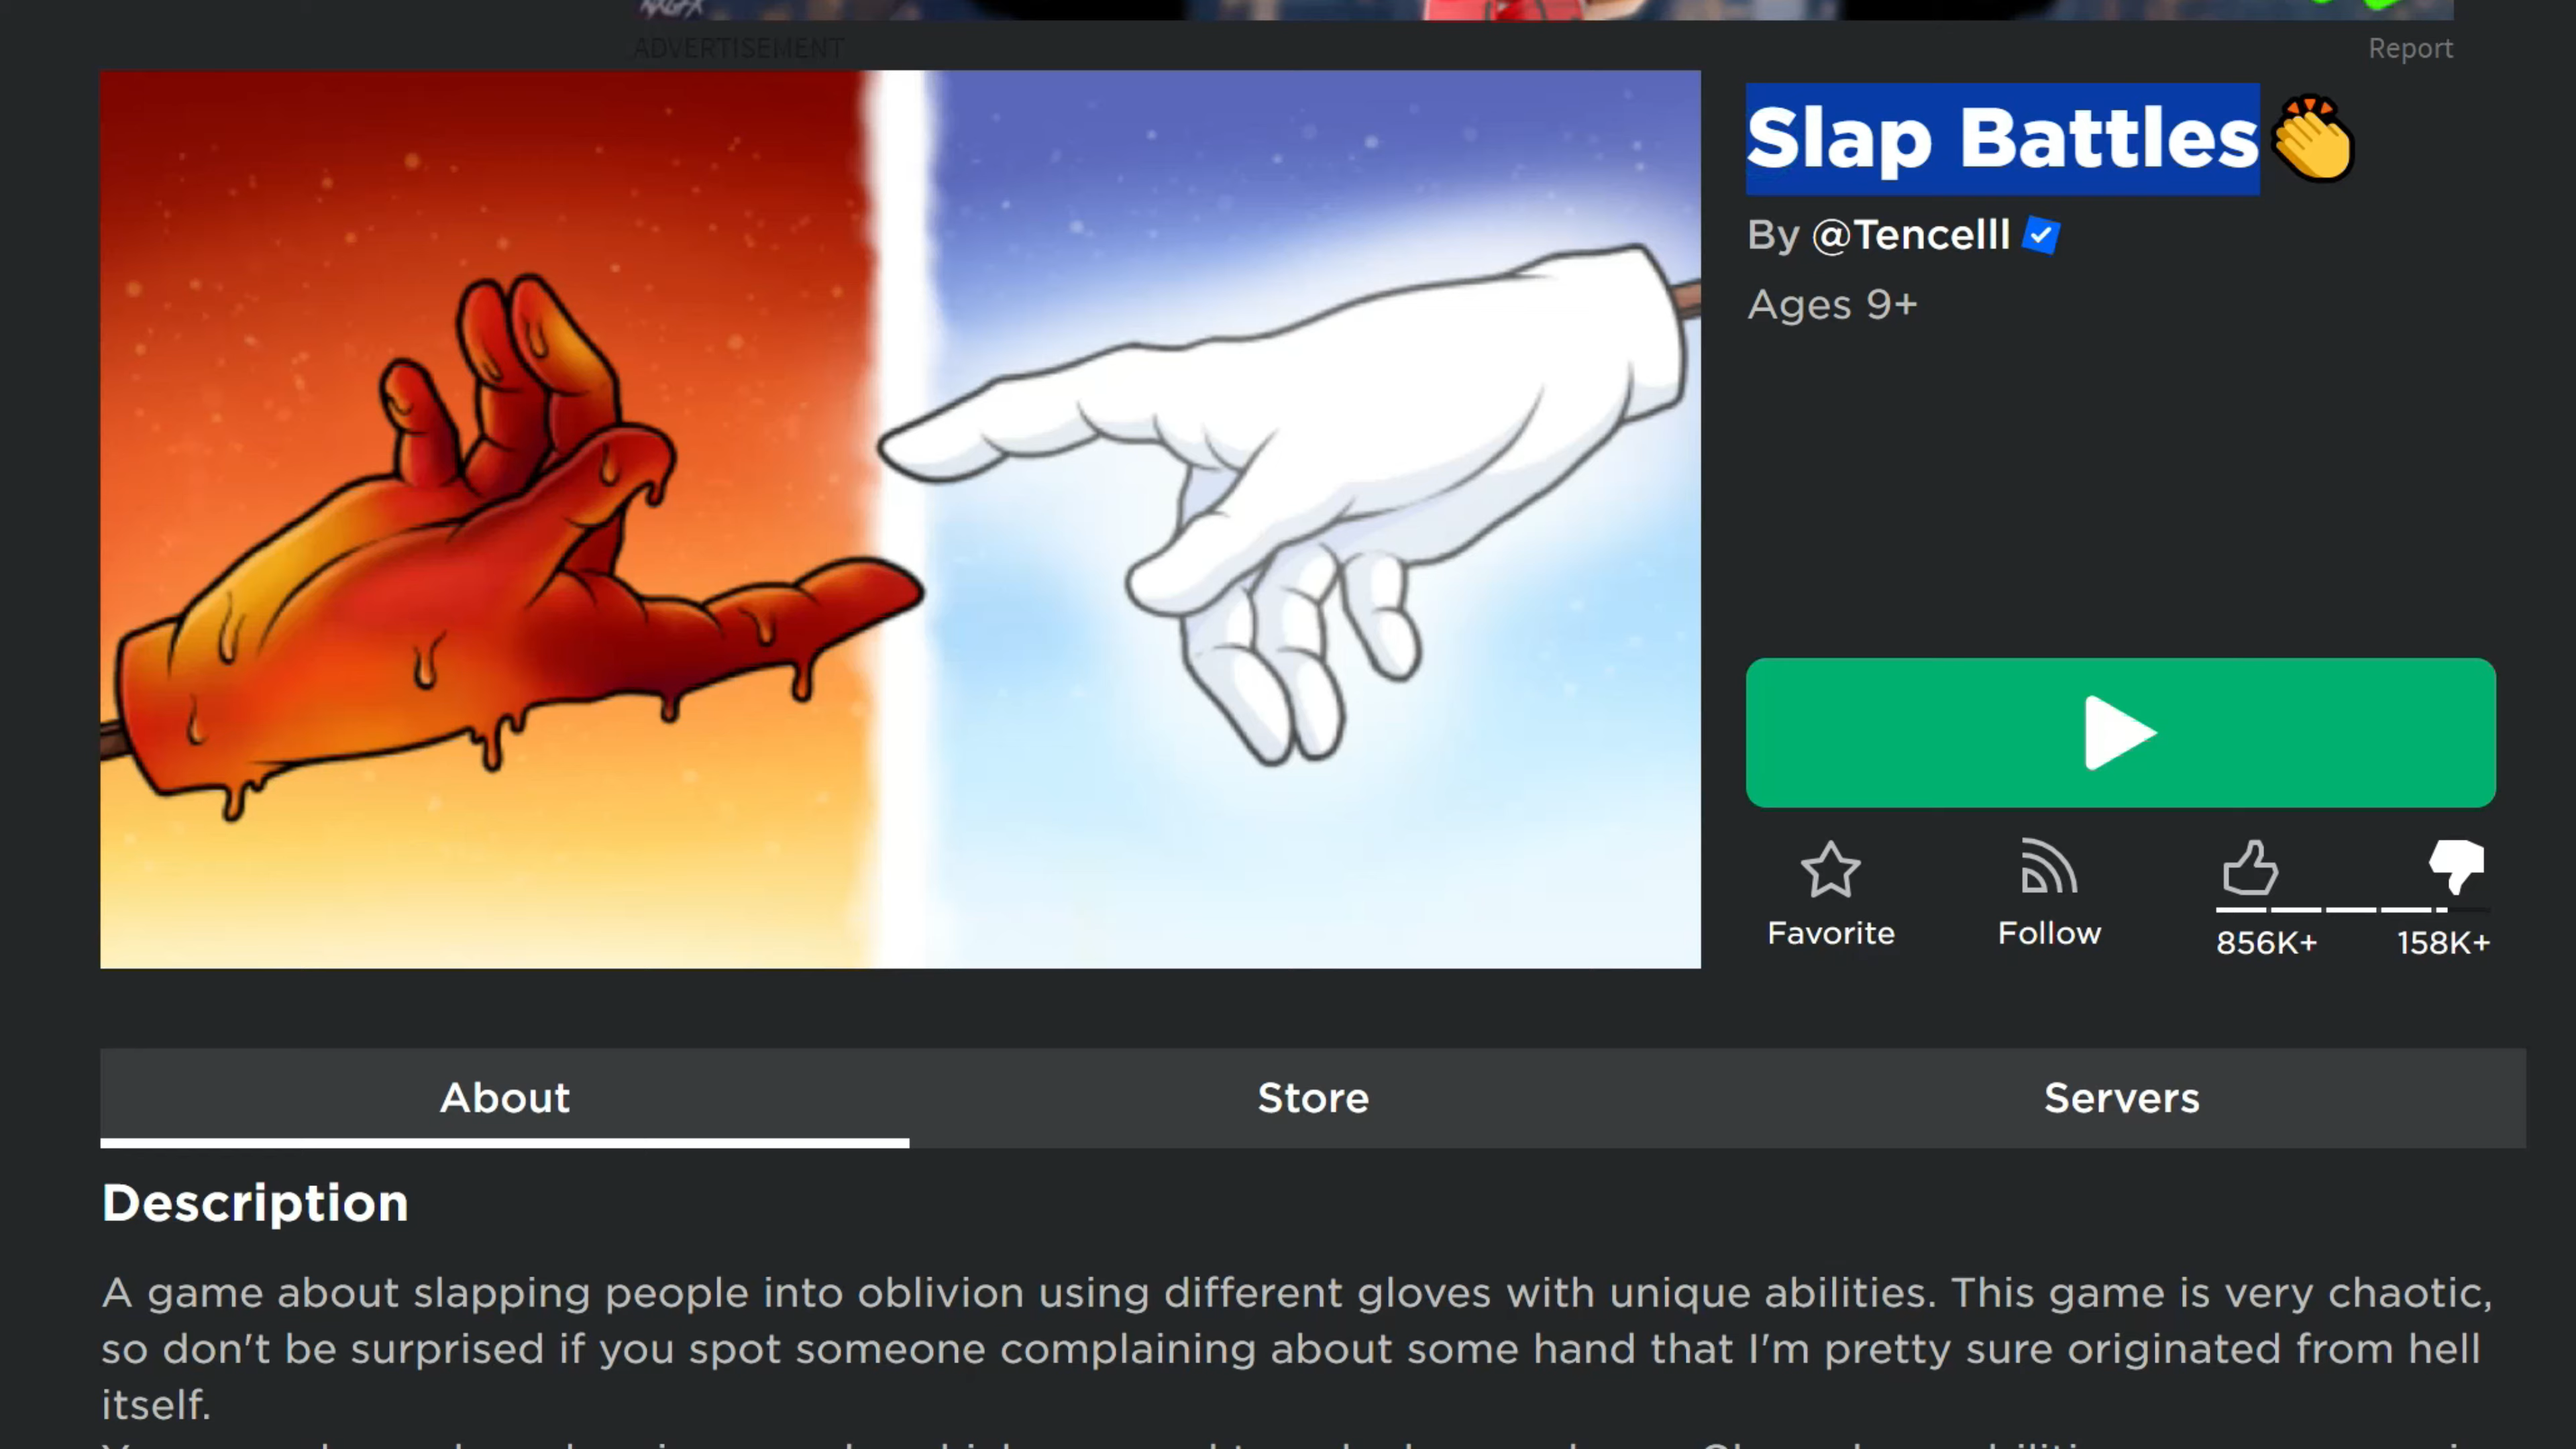 ADVERTISEMENT
Report
Slap Battles👏
By @Tencelll
Ages 9+
Favorite
Follow
856K+
158K+
About
Store
Servers
Description
A game about slapping people into oblivion using different gloves with unique abilities. This game is very chaotic,
so don't be surprised if you spot someone complaining about some hand that I'm pretty sure originated from hell
itself.